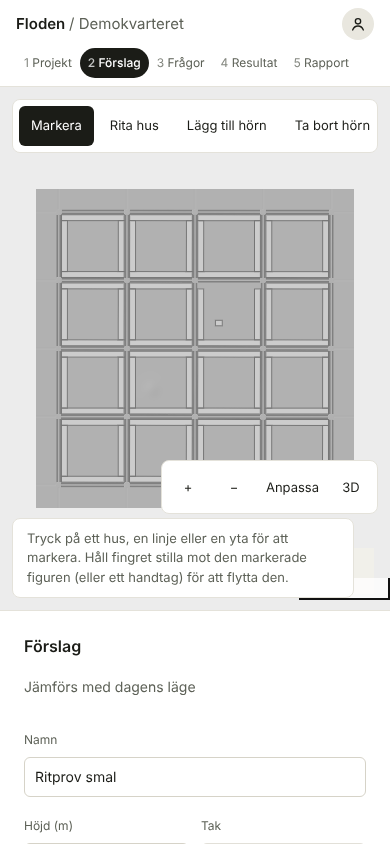 Floden / Demokvarteret
1 Projekt 2 Förslag 3 Frågor 4 Resultat 5 Rapport
Markera Rita hus Lägg till hörn Ta bort hörn
+ − Anpassa 3D
Tryck på ett hus, en linje eller en yta för att
markera. Håll fingret stilla mot den markerade
figuren (eller ett handtag) för att flytta den.
Förslag
Jämförs med dagens läge
Namn
Ritprov smal
Höjd (m) Tak